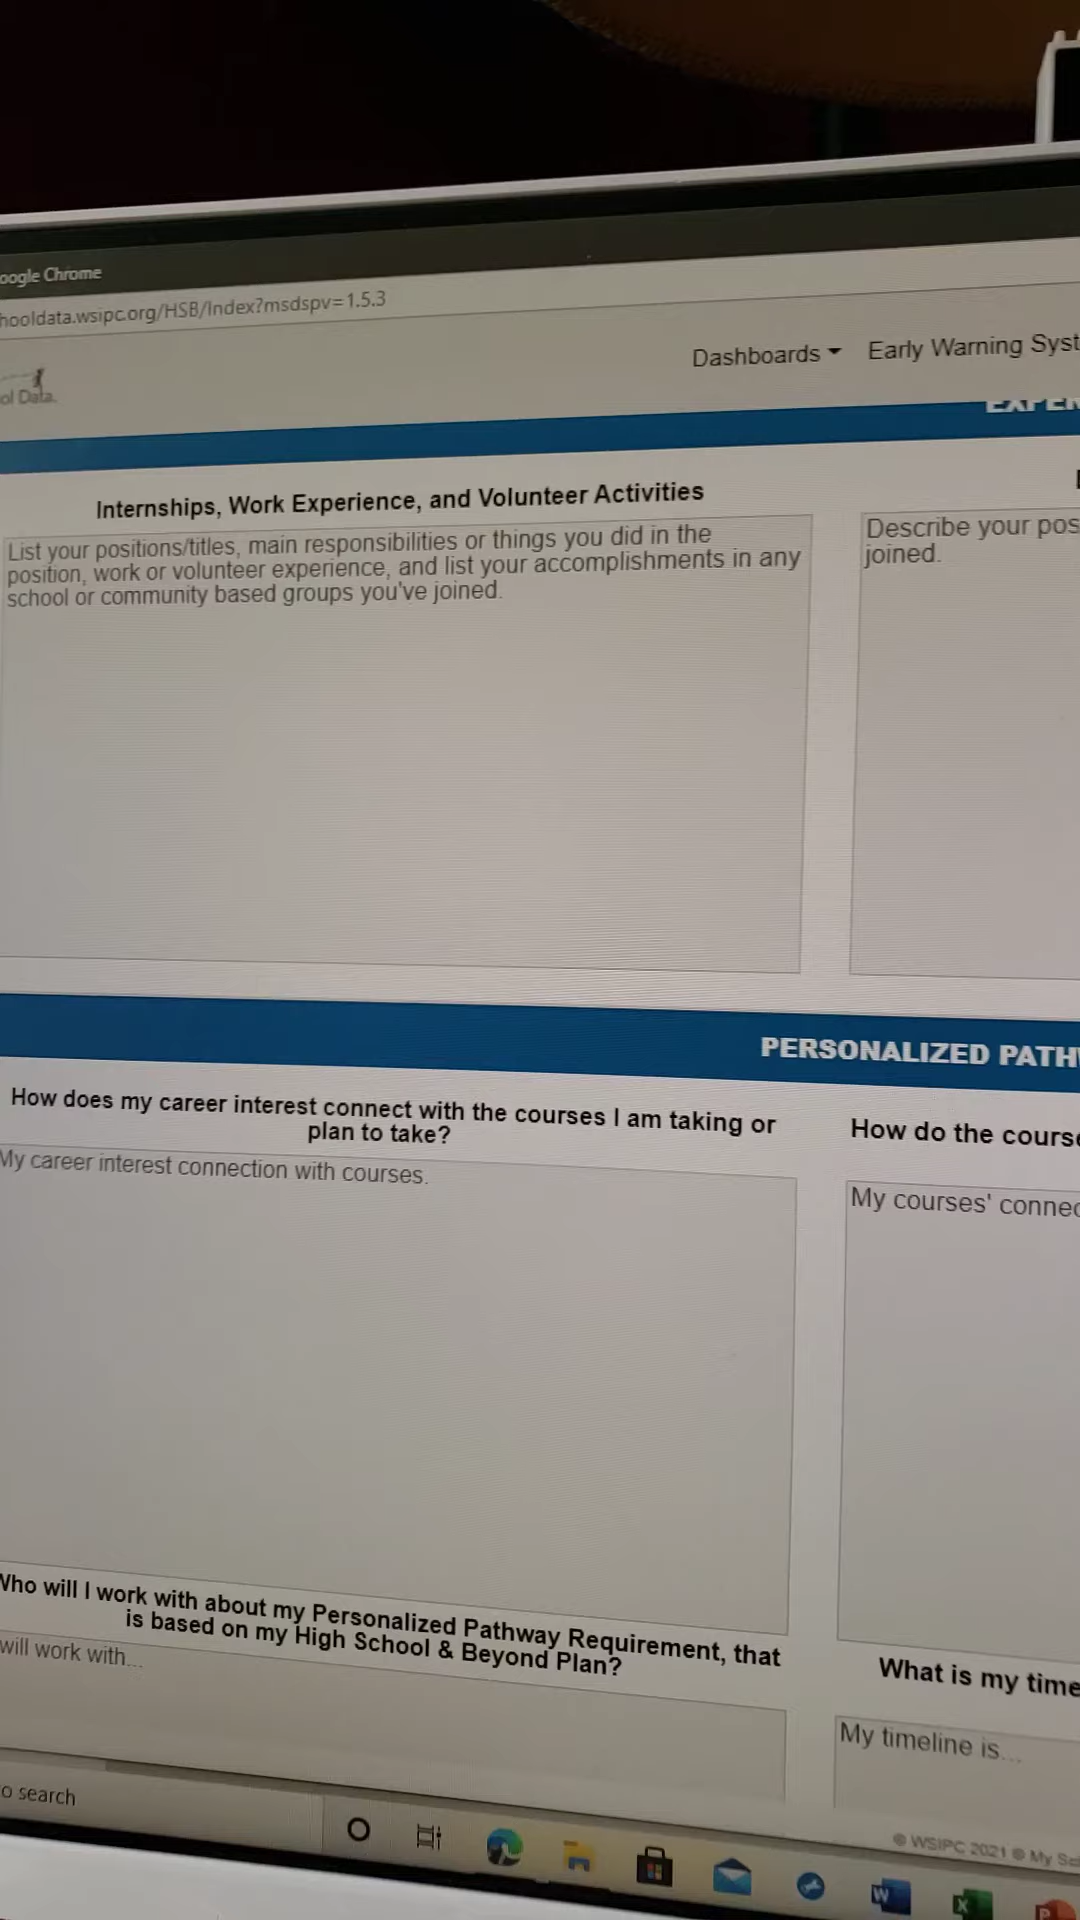 oogle Chrome
hooldata.wsipc.org/HSB/Index?msdspv=1.5.3
Dashboards Early Warning Syst
ol Data.
Internships, Work Experience, and Volunteer Activities
List your positions/titles, main responsibilities or things you did in the
position, work or volunteer experience, and list your accomplishments in any
school or community based groups you've joined.
Describe your pos
joined.
PERSONALIZED PATH
How does my career interest connect with the courses I am taking or
plan to take?
My career interest connection with courses.
How do the course
My courses' connec
Who will I work with about my Personalized Pathway Requirement, that
is based on my High School & Beyond Plan?
will work with...
What is my time
My timeline is...
© WSIPC 2021 © My Sc
o search